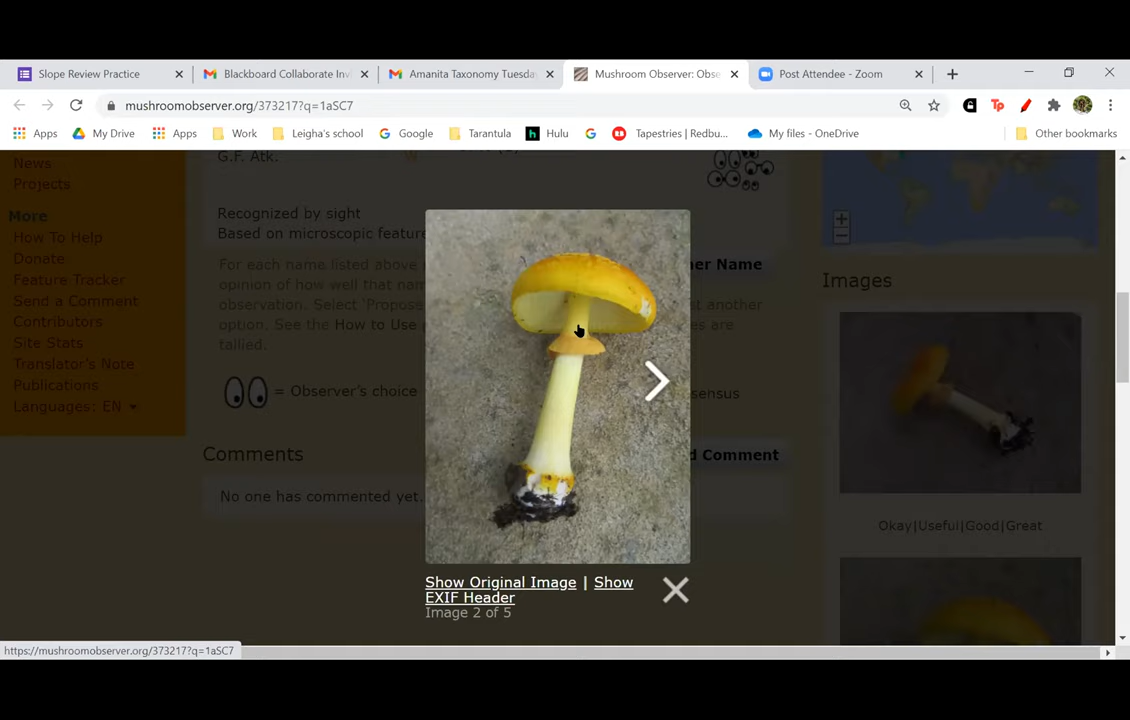 Slope Review Practice
Blackboard Collaborate Inv
Amanita Taxonomy Tuesda
Mushroom Observer: Obse
Post Attendee - Zoom
mushroomobserver.org/373217?q=1aSC7
Apps
My Drive
Apps
Work
Leigha's school
Google
Tarantula
Hulu
Tapestries | Redbu...
My files - OneDrive
Other bookmarks
News
Projects
More
How To Help
Donate
Feature Tracker
Send a Comment
Contributors
Site Stats
Translator's Note
Publications
Languages: EN
G.F. Atk.
Recognized by sight
Based on microscopic feature
For each name listed above
her Name
opinion of how well that nam
observation. Select 'Propose
st another
option. See the How to Use
es are
tallied.
= Observer's choice
nsensus
Comments
d Comment
No one has commented yet.
Show Original Image | Show
EXIF Header
Image 2 of 5
Images
Okay|Useful|Good|Great
https://mushroomobserver.org/373217?q=1aSC7